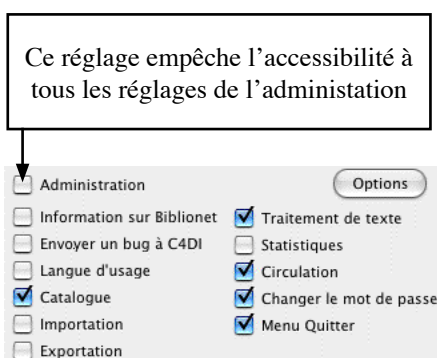 Ce réglage empêche l’accessibilité à
tous les réglages de l’administation
Administration
Options
Information sur Biblionet
Envoyer un bug à C4DI
Langue d'usage
Catalogue
Importation
Exportation
Traitement de texte
Statistiques
Circulation
Changer le mot de passe
Menu Quitter